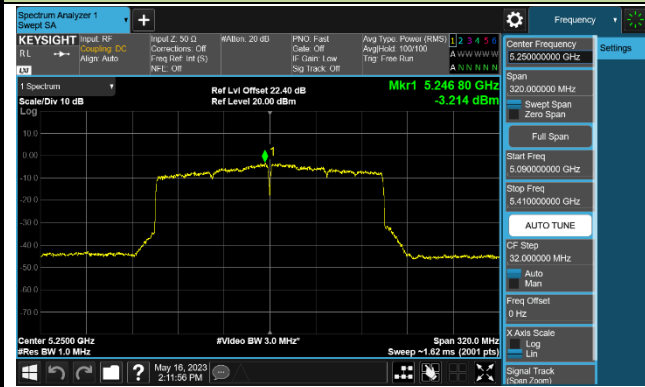 Spectrum Analyzer 1
Swept SA
Frequency
KEYSIGHT
RL
LXI
Input: RF
Coupling: DC
Align: Auto
Input Z: 50 Ω
Corrections: Off
Freq Ref: Int (S)
NFE: Off
#Atten: 20 dB
PNO: Fast
Gate: Off
IF Gain: Low
Sig Track: Off
Avg Type: Power (RMS)
Avg|Hold: 100/100
Trig: Free Run
1 2 3 4 5 6
A W W W W W
A N N N N N
1 Spectrum
Scale/Div 10 dB
Log
Ref Lvl Offset 22.40 dB
Ref Level 20.00 dBm
Mkr1 5.246 80 GHz
-3.214 dBm
10.0
0.00
-10.0
-20.0
-30.0
-40.0
-50.0
-60.0
-70.0
1
Center 5.2500 GHz
#Res BW 1.0 MHz
#Video BW 3.0 MHz*
Span 320.0 MHz
Sweep ~1.62 ms (2001 pts)
Center Frequency
5.250000000 GHz
Settings
Span
320.000000 MHz
Swept Span
Zero Span
Full Span
Start Freq
5.090000000 GHz
Stop Freq
5.410000000 GHz
AUTO TUNE
CF Step
32.000000 MHz
Auto
Man
Freq Offset
0 Hz
X Axis Scale
Log
Lin
Signal Track
(Span Zoom)
May 16, 2023
2:11:56 PM